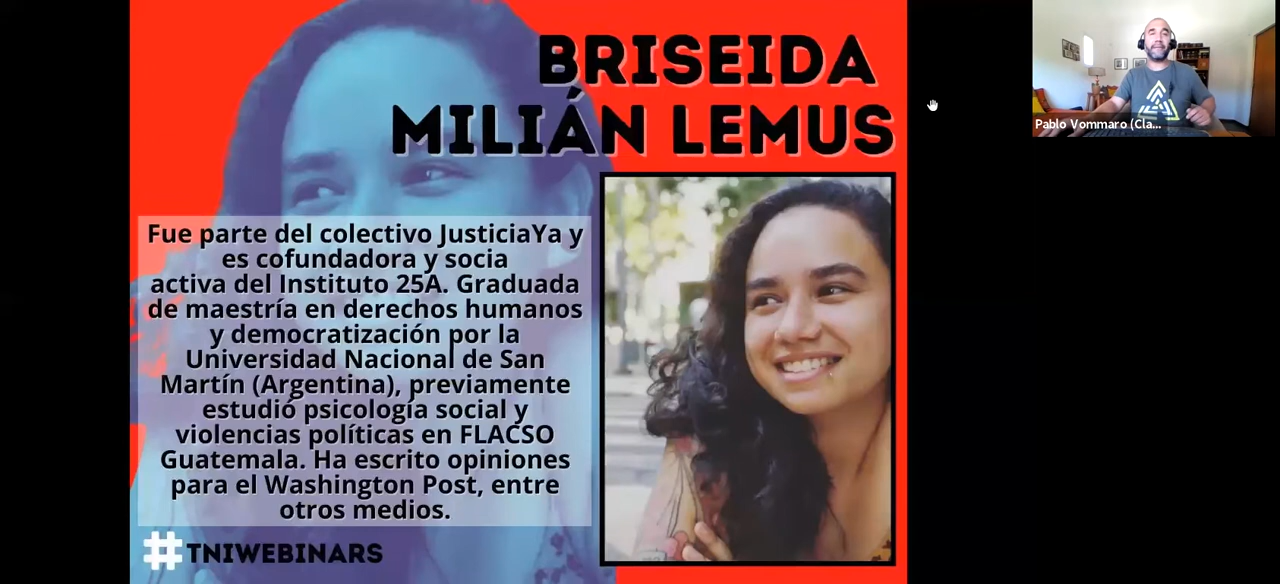 BRISEIDA
MILIÁN LEMUS
Fue parte del colectivo JusticiaYa y
es cofundadora y socia
activa del Instituto 25A. Graduada
de maestría en derechos humanos
y democratización por la
Universidad Nacional de San
Martín (Argentina), previamente
estudió psicología social y
violencias políticas en FLACSO
Guatemala. Ha escrito opiniones
para el Washington Post, entre
otros medios.
#TNIWEBINARS
Pablo Vommaro (Cla...